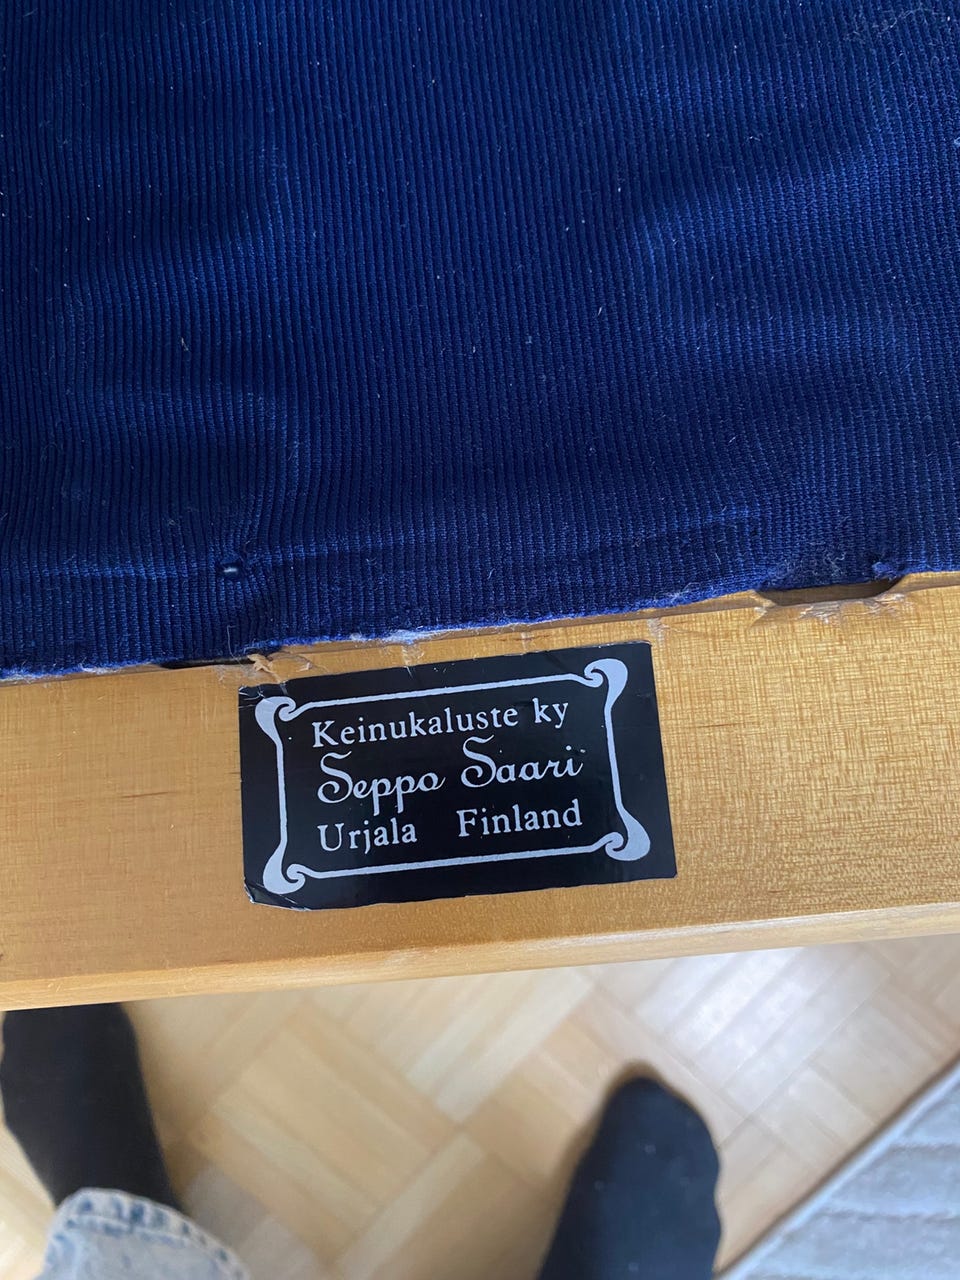 Keinukaluste ky
Seppo Saari
Urjala Finland